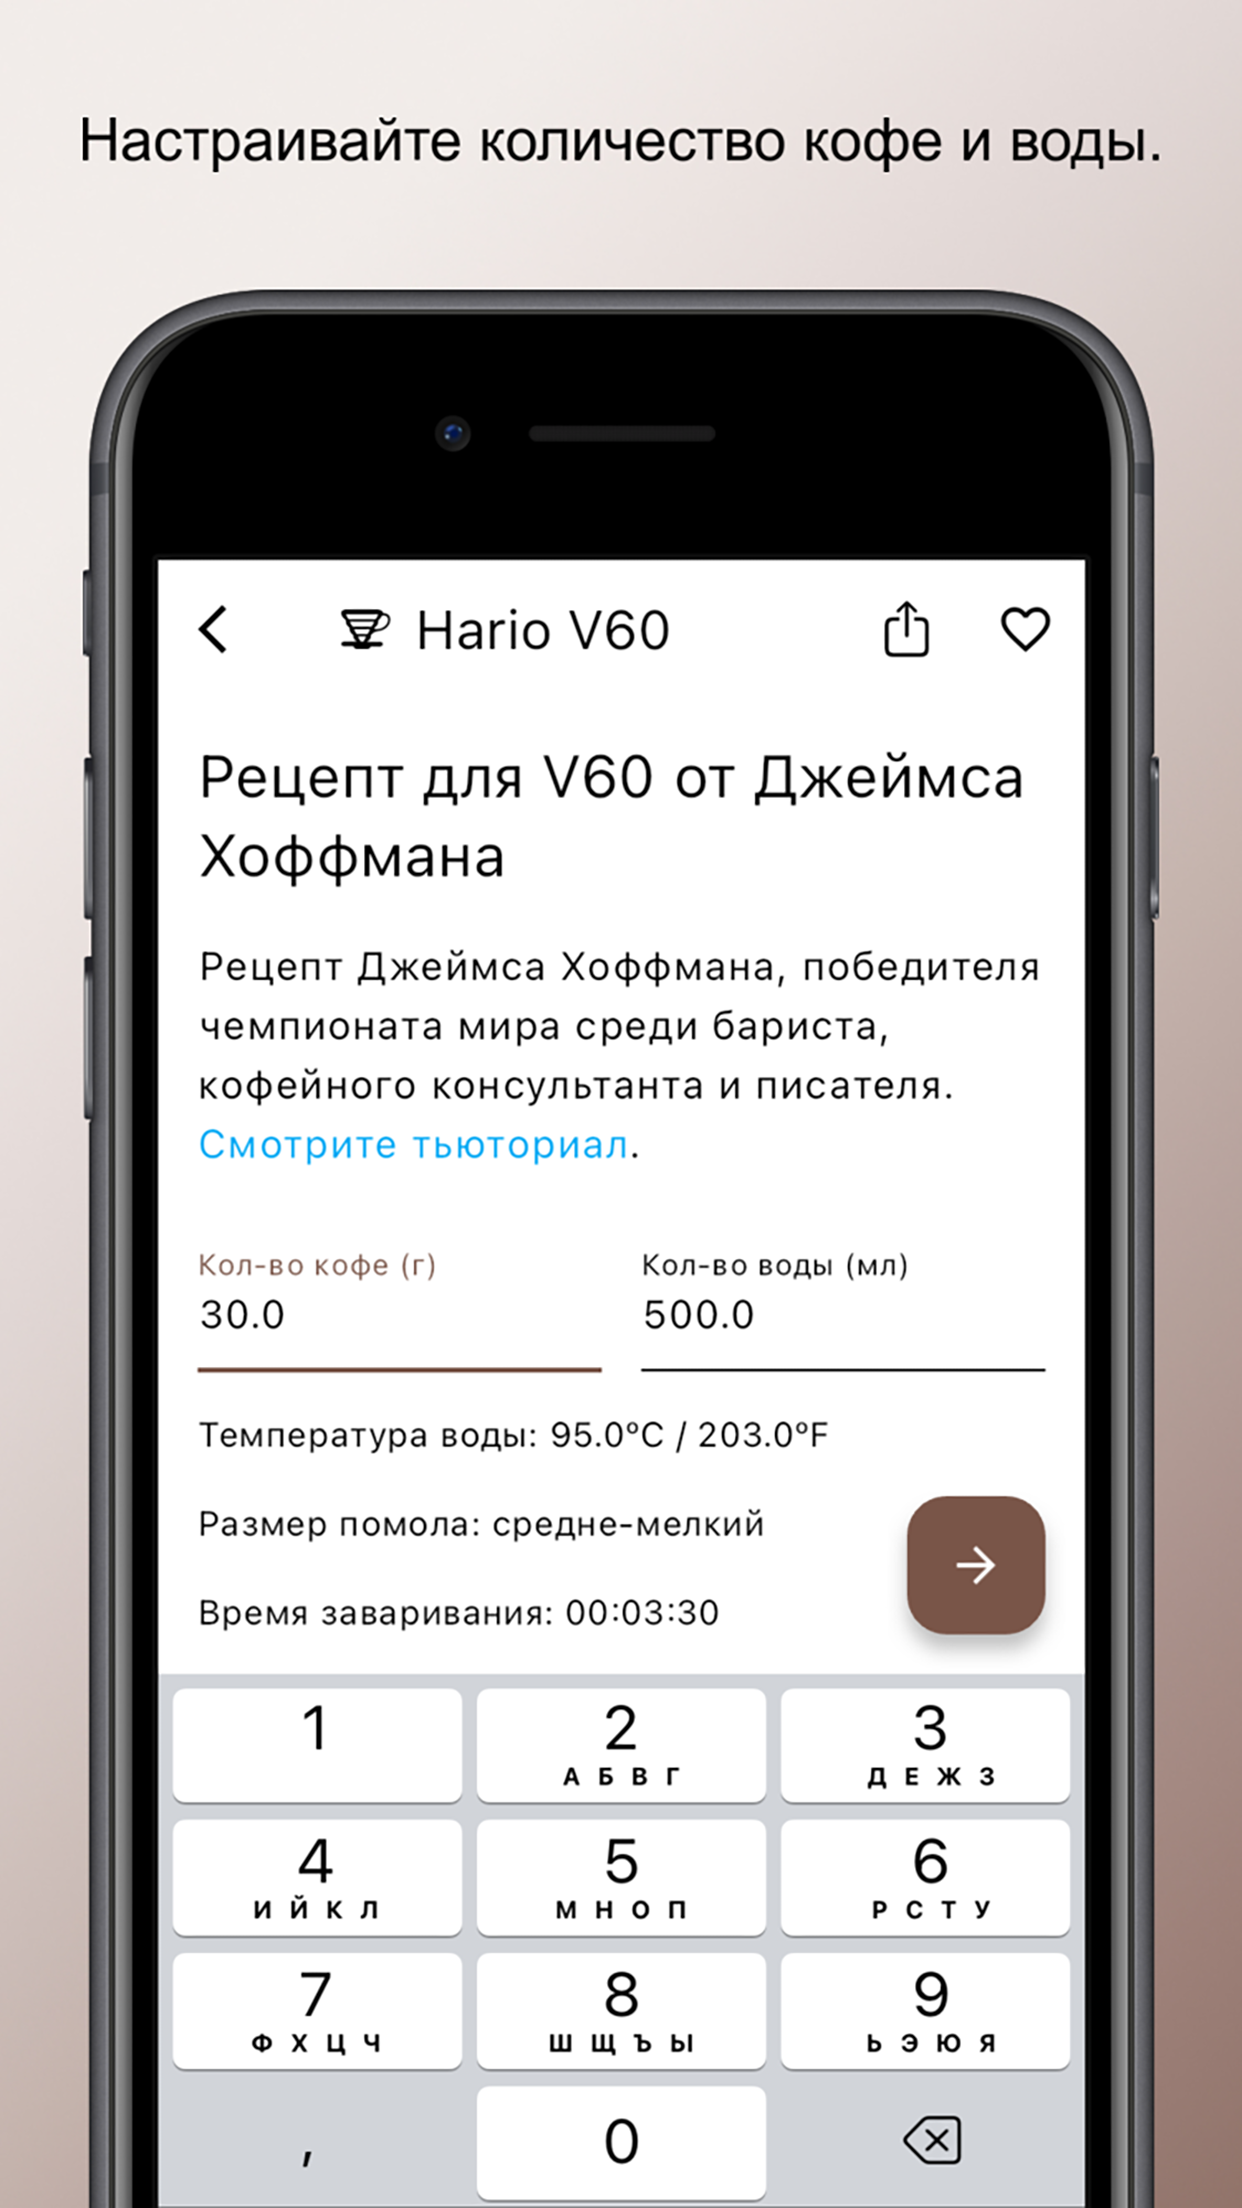 Настраивайте количество кофе и воды.
Hario V60
Рецепт для V60 от Джеймса
Хоффмана
Рецепт Джеймса Хоффмана, победителя
чемпионата мира среди бариста,
кофейного консультанта и писателя.
Смотрите тьюториал.
Кол-во кофе (г) Кол-во воды (мл)
30.0 500.0
Температура воды: 95.0ºC / 203.0ºF
Размер помола: средне-мелкий
Время заваривания: 00:03:30
1 2 3
А Б В Г Д Е Ж З
4 5 6
И Й К Л М Н О П Р С Т У
7 8 9
Ф Х Ц Ч Ш Щ Ъ Ы Ь Э Ю Я
, 0